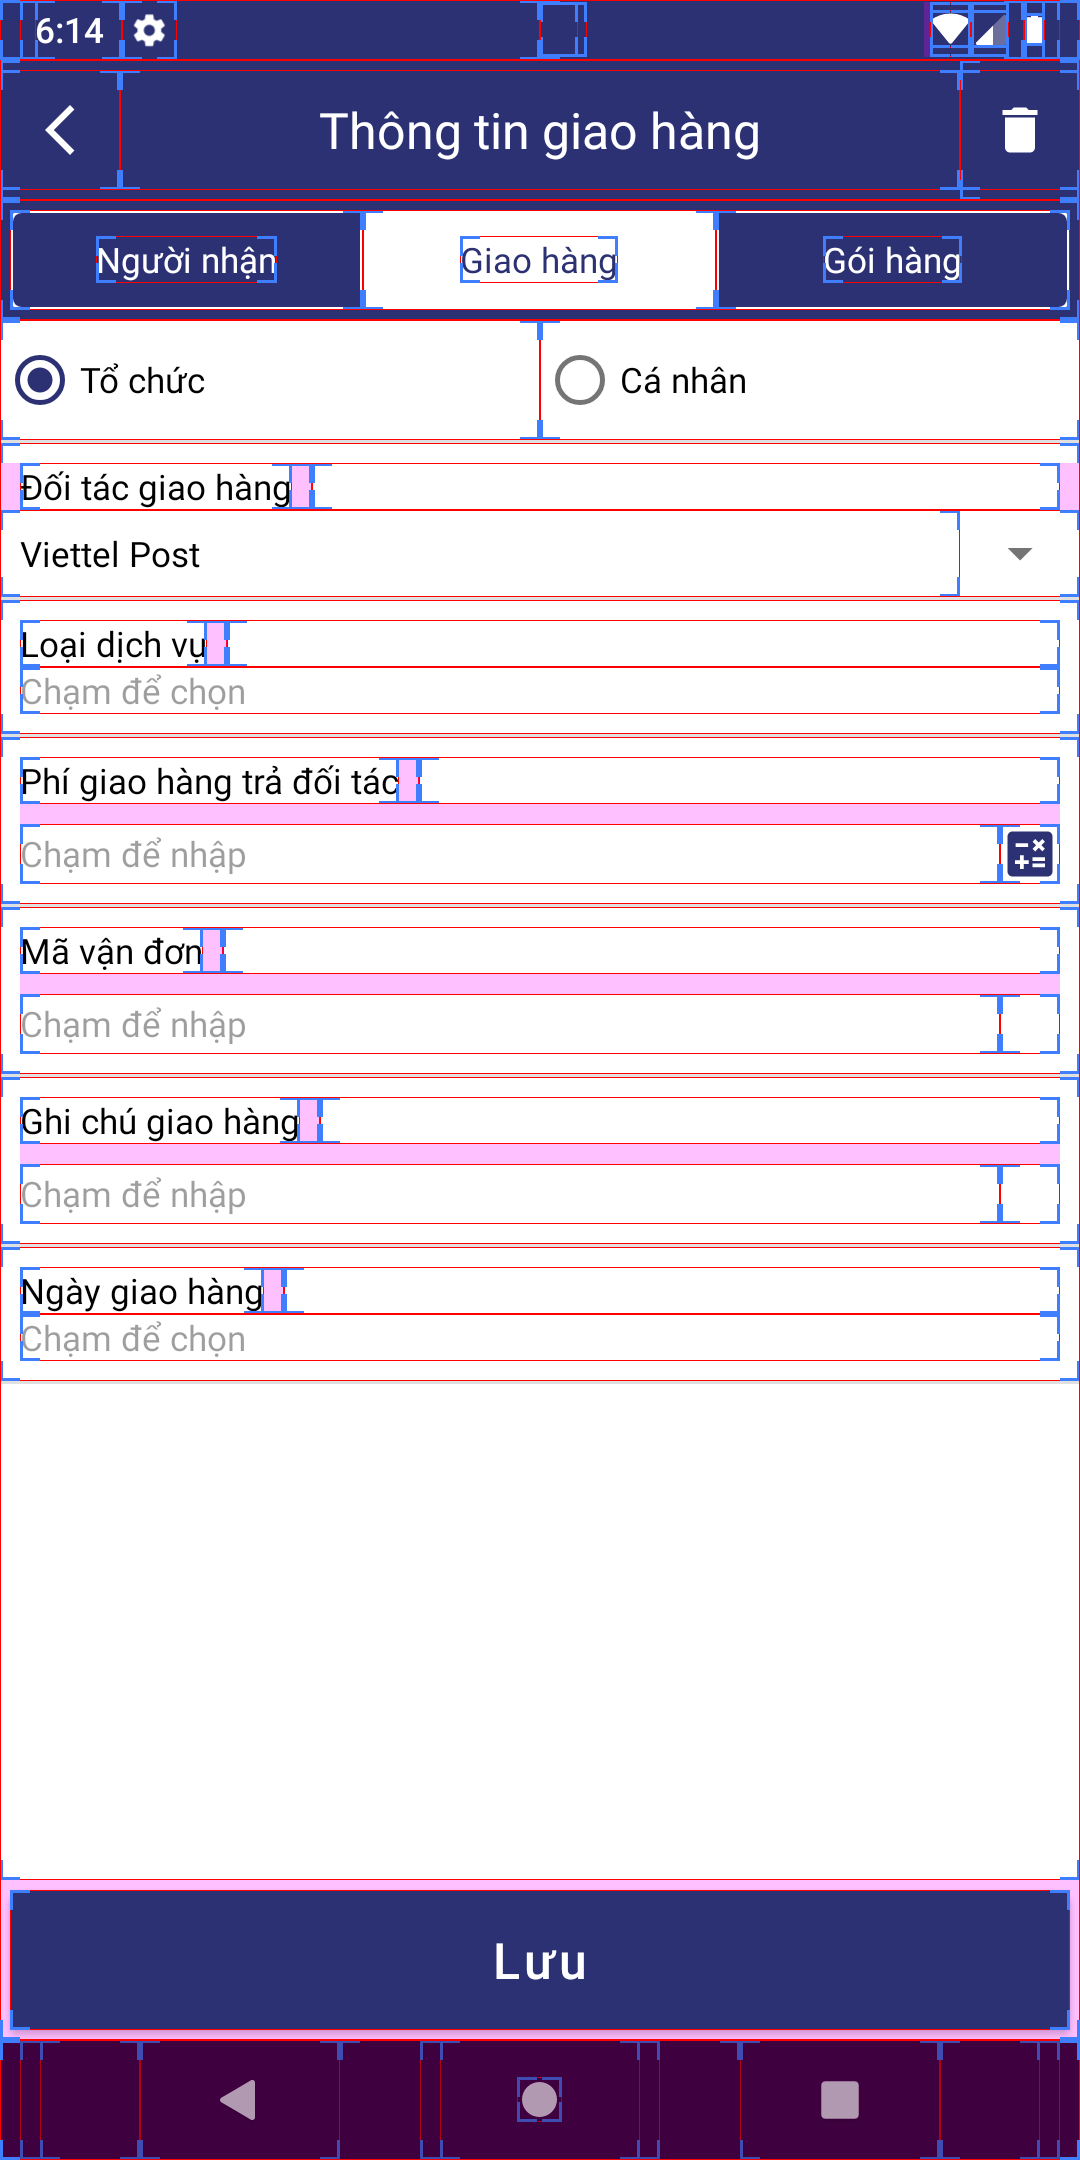 6:14
Thông tin giao hàng
Người nhận
Giao hàng
Gói hàng
Tổ chức
Cá nhân
Đối tác giao hàng
Viettel Post
Loại dịch vụ
Chạm để chọn
Phí giao hàng trả đối tác
Chạm để nhập
Mã vận đơn
Chạm để nhập
Ghi chú giao hàng
Chạm để nhập
Ngày giao hàng
Chạm để chọn
Lưu